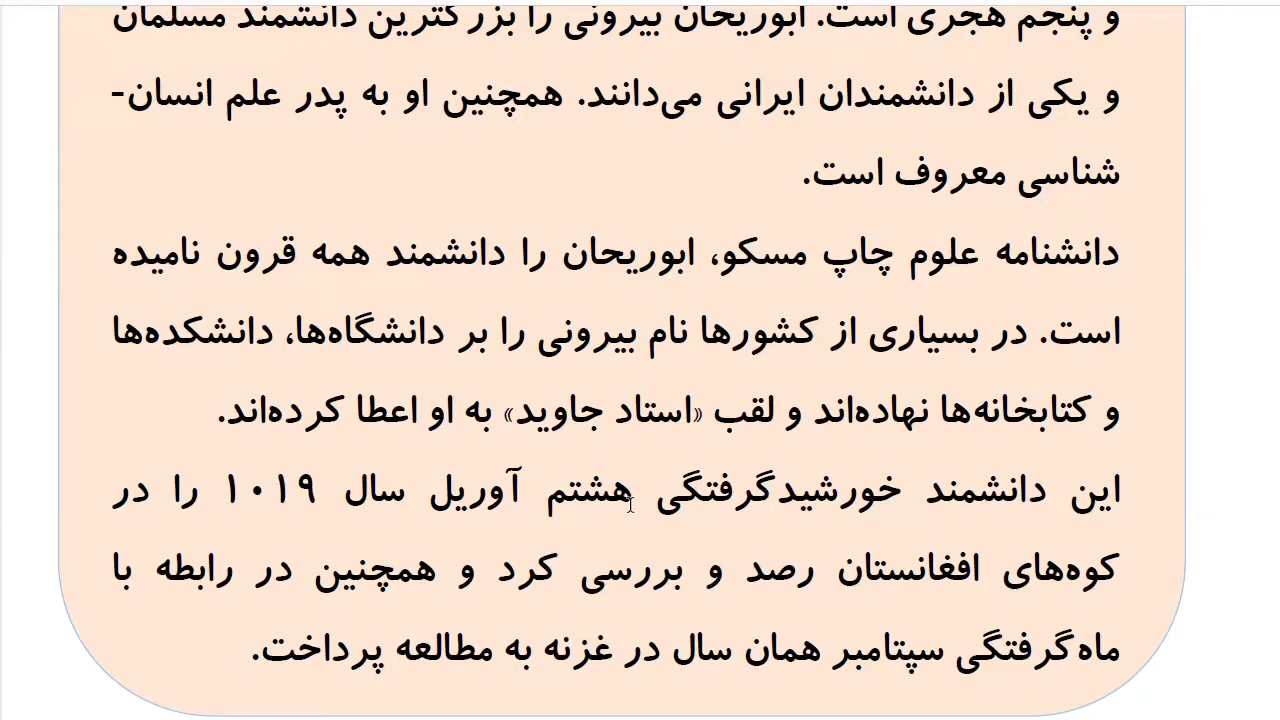 و پنجم هجری است. ابوریحان بیرونی را بزرگترین دانشمند مسلمان
و یکی از دانشمندان ایرانی می‌دانند. همچنین او به پدر علم انسان-
شناسی معروف است.
دانشنامه علوم چاپ مسکو، ابوریحان را دانشمند همه قرون نامیده
است. در بسیاری از کشورها نام بیرونی را بر دانشگاه‌ها، دانشکده‌ها
و کتابخانه‌ها نهاده‌اند و لقب «استاد جاوید» به او اعطا کرده‌اند.
این دانشمند خورشیدگرفتگی هشتم آوریل سال ۱۰۱۹ را در
کوه‌های افغانستان رصد و بررسی کرد و همچنین در رابطه با
ماه‌گرفتگی سپتامبر همان سال در غزنه به مطالعه پرداخت.